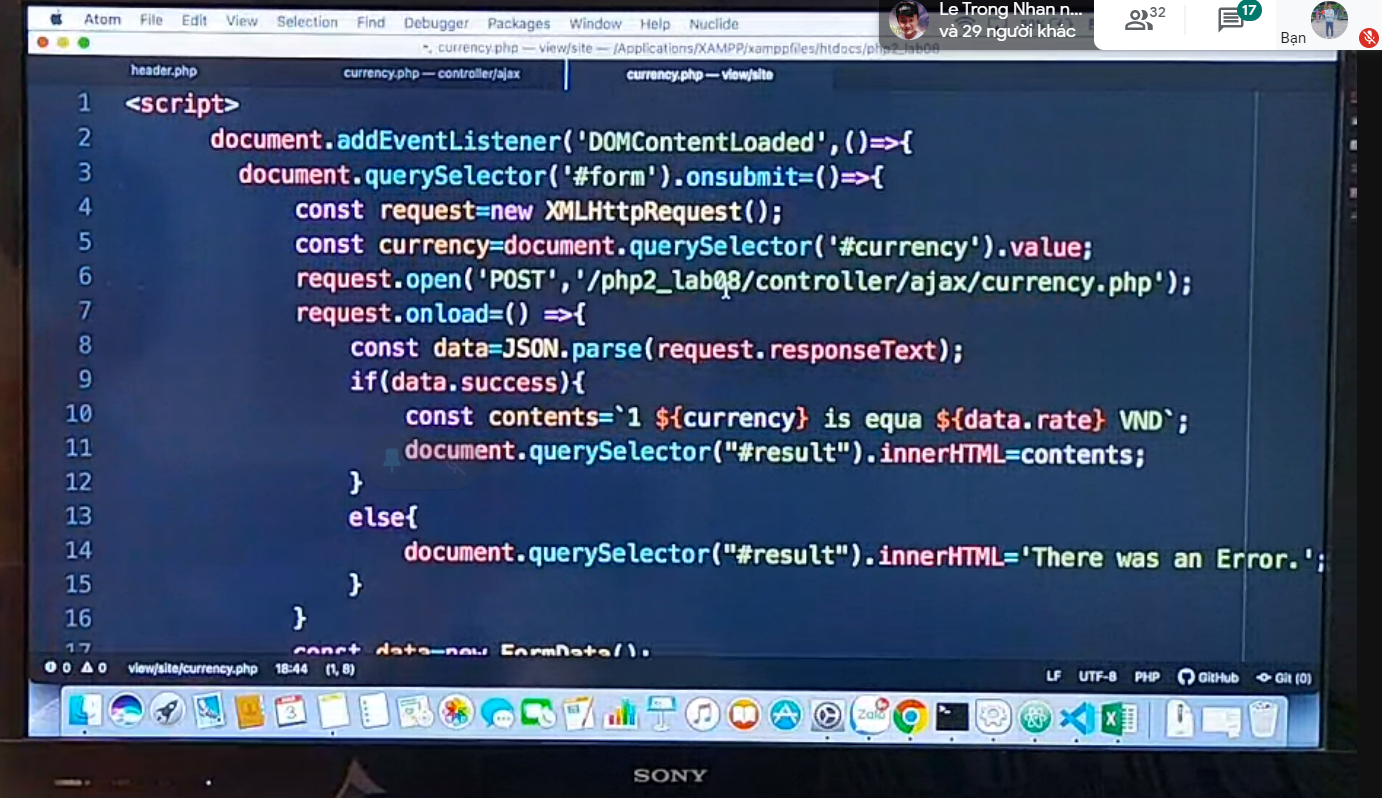 Atom File Edit View Selection Find Debugger Packages Window Help Nuclide
Le Trong Nhan n...
và 29 người khác
32
17
Bạn
currency.php — view/site — /Applications/XAMPP/xamppfiles/htdocs/php2_lab08
header.php
currency.php — controller/ajax
currency.php — view/site
1 <script>
2 document.addEventListener('DOMContentLoaded',()=>{
3 document.querySelector('#form').onsubmit=()=>{
4 const request=new XMLHttpRequest();
5 const currency=document.querySelector('#currency').value;
6 request.open('POST','/php2_lab08/controller/ajax/currency.php');
7 request.onload=() =>{
8 const data=JSON.parse(request.responseText);
9 if(data.success){
10 const contents=`1 ${currency} is equa ${data.rate} VND`;
11 document.querySelector("#result").innerHTML=contents;
12 }
13 else{
14 document.querySelector("#result").innerHTML='There was an Error.';
15 }
16 }
17 const data=new FormData();
0 0 view/site/currency.php 18:44 (1, 8)
LF UTF-8 PHP GitHub Git (0)
3
Zalo
SONY